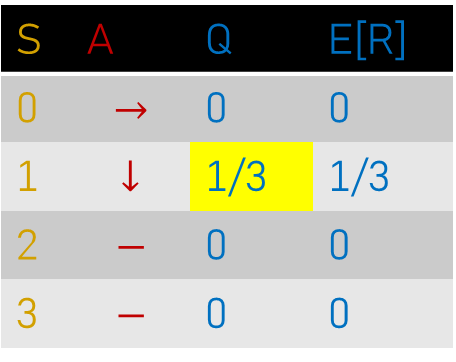 S A Q E[R]
0 → 0 0
1 ↓ 1/3 1/3
2 – 0 0
3 – 0 0